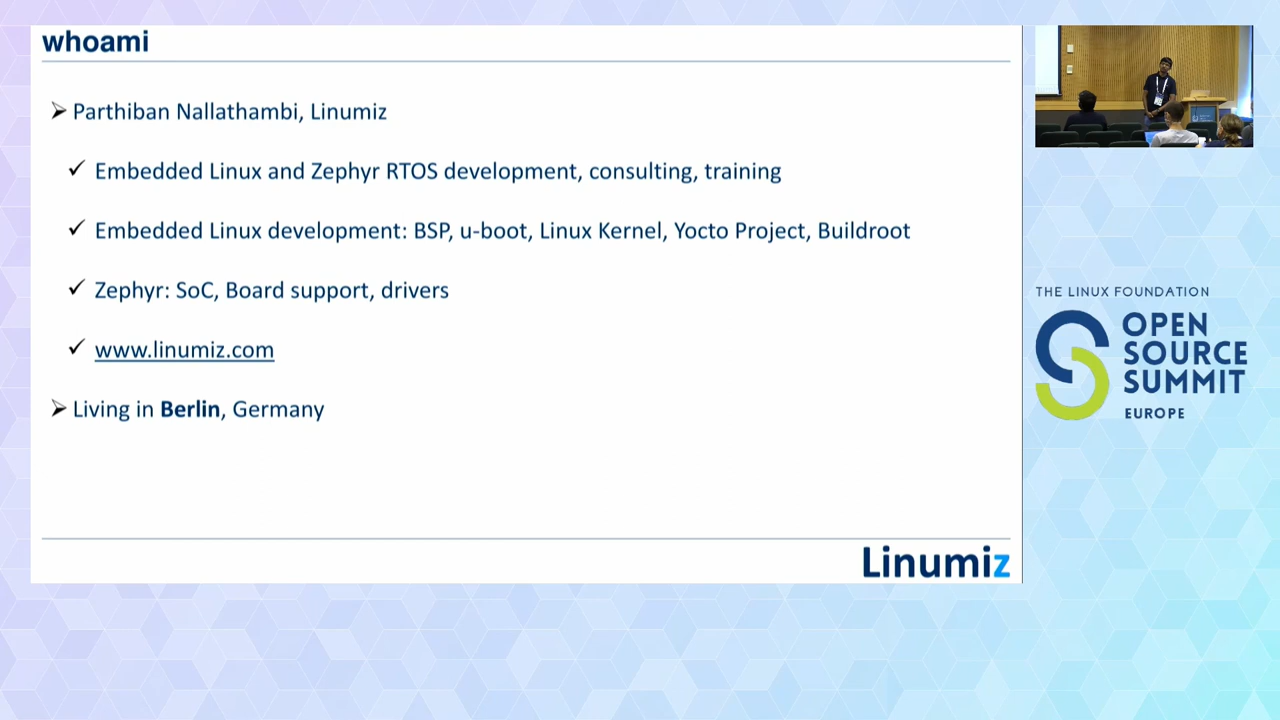 whoami
Parthiban Nallathambi, Linumiz
Embedded Linux and Zephyr RTOS development, consulting, training
Embedded Linux development: BSP, u-boot, Linux Kernel, Yocto Project, Buildroot
Zephyr: SoC, Board support, drivers
www.linumiz.com
Living in Berlin, Germany
Linumiz
THE LINUX FOUNDATION
OPEN
SOURCE
SUMMIT
EUROPE